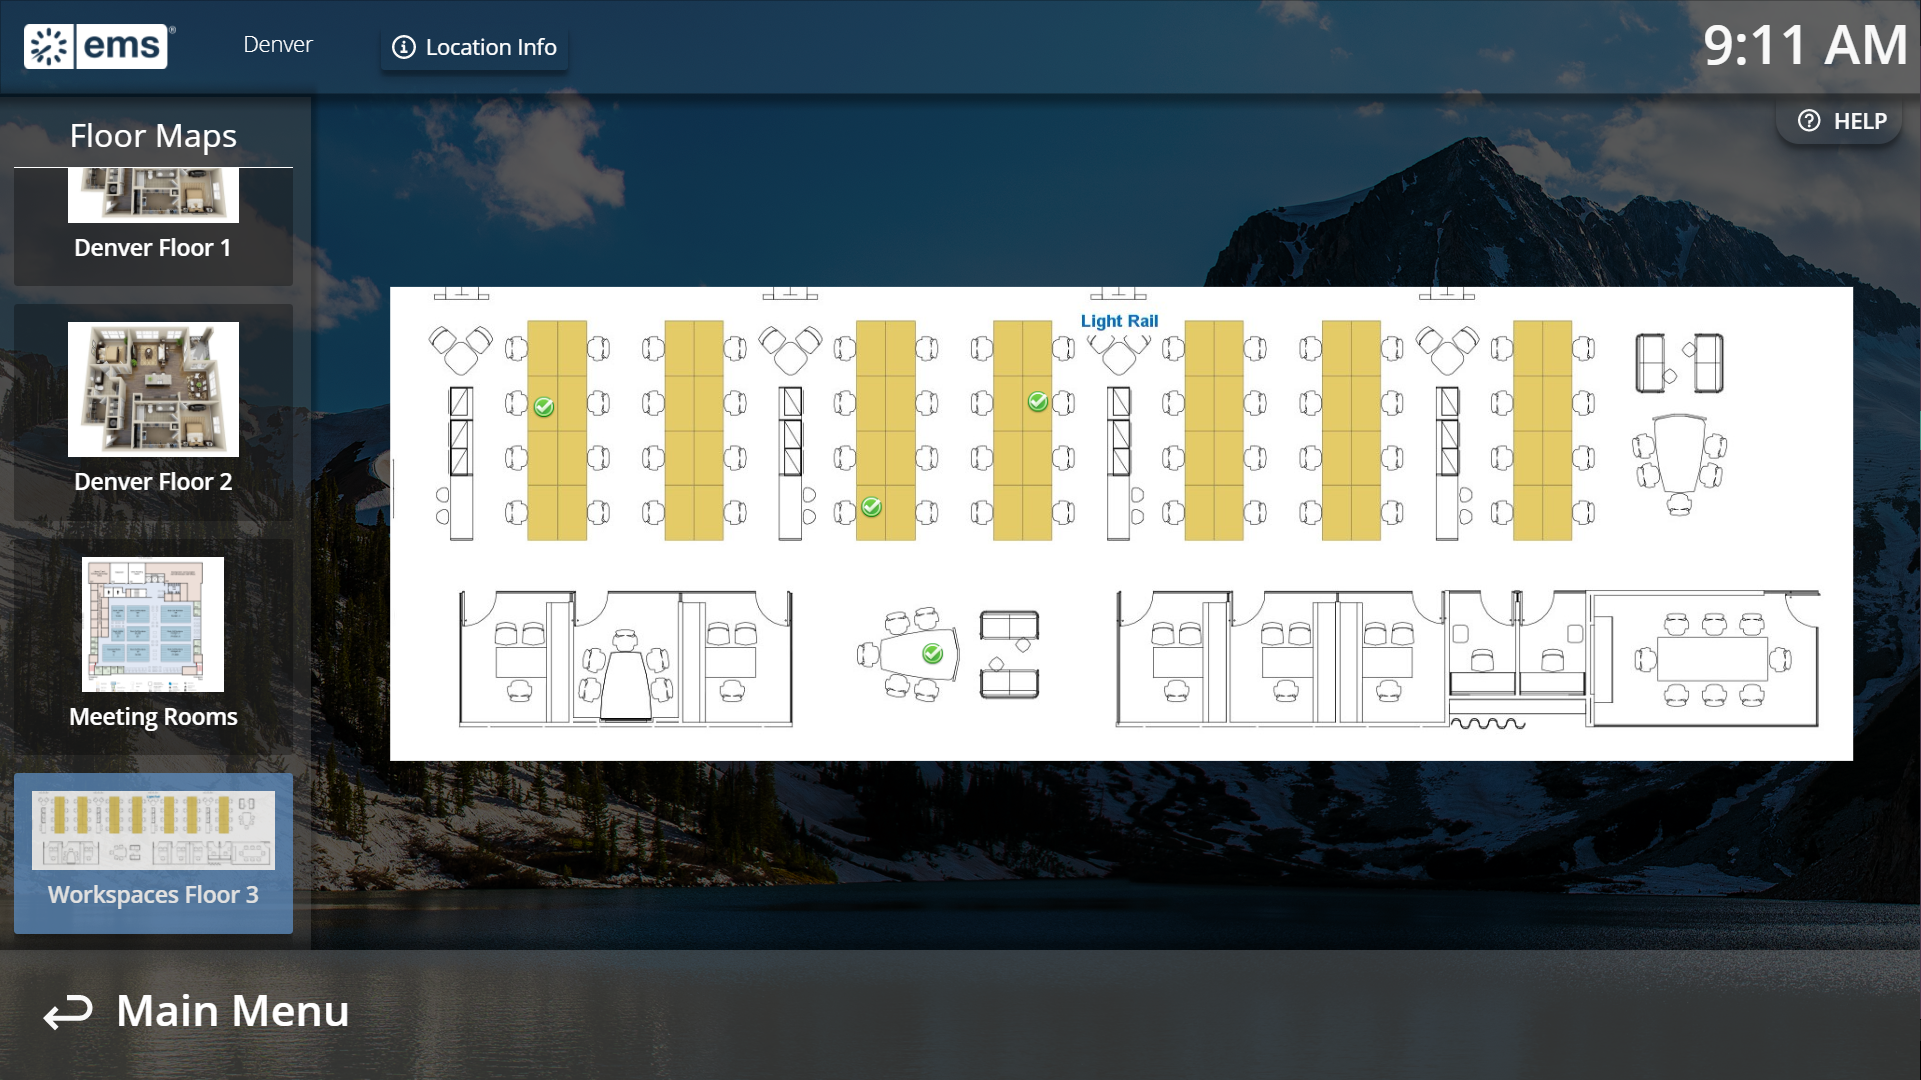 ems®
Denver
Location Info
9:11 AM
HELP
Floor Maps
Denver Floor 1
Denver Floor 2
Meeting Rooms
Workspaces Floor 3
Light Rail
Main Menu